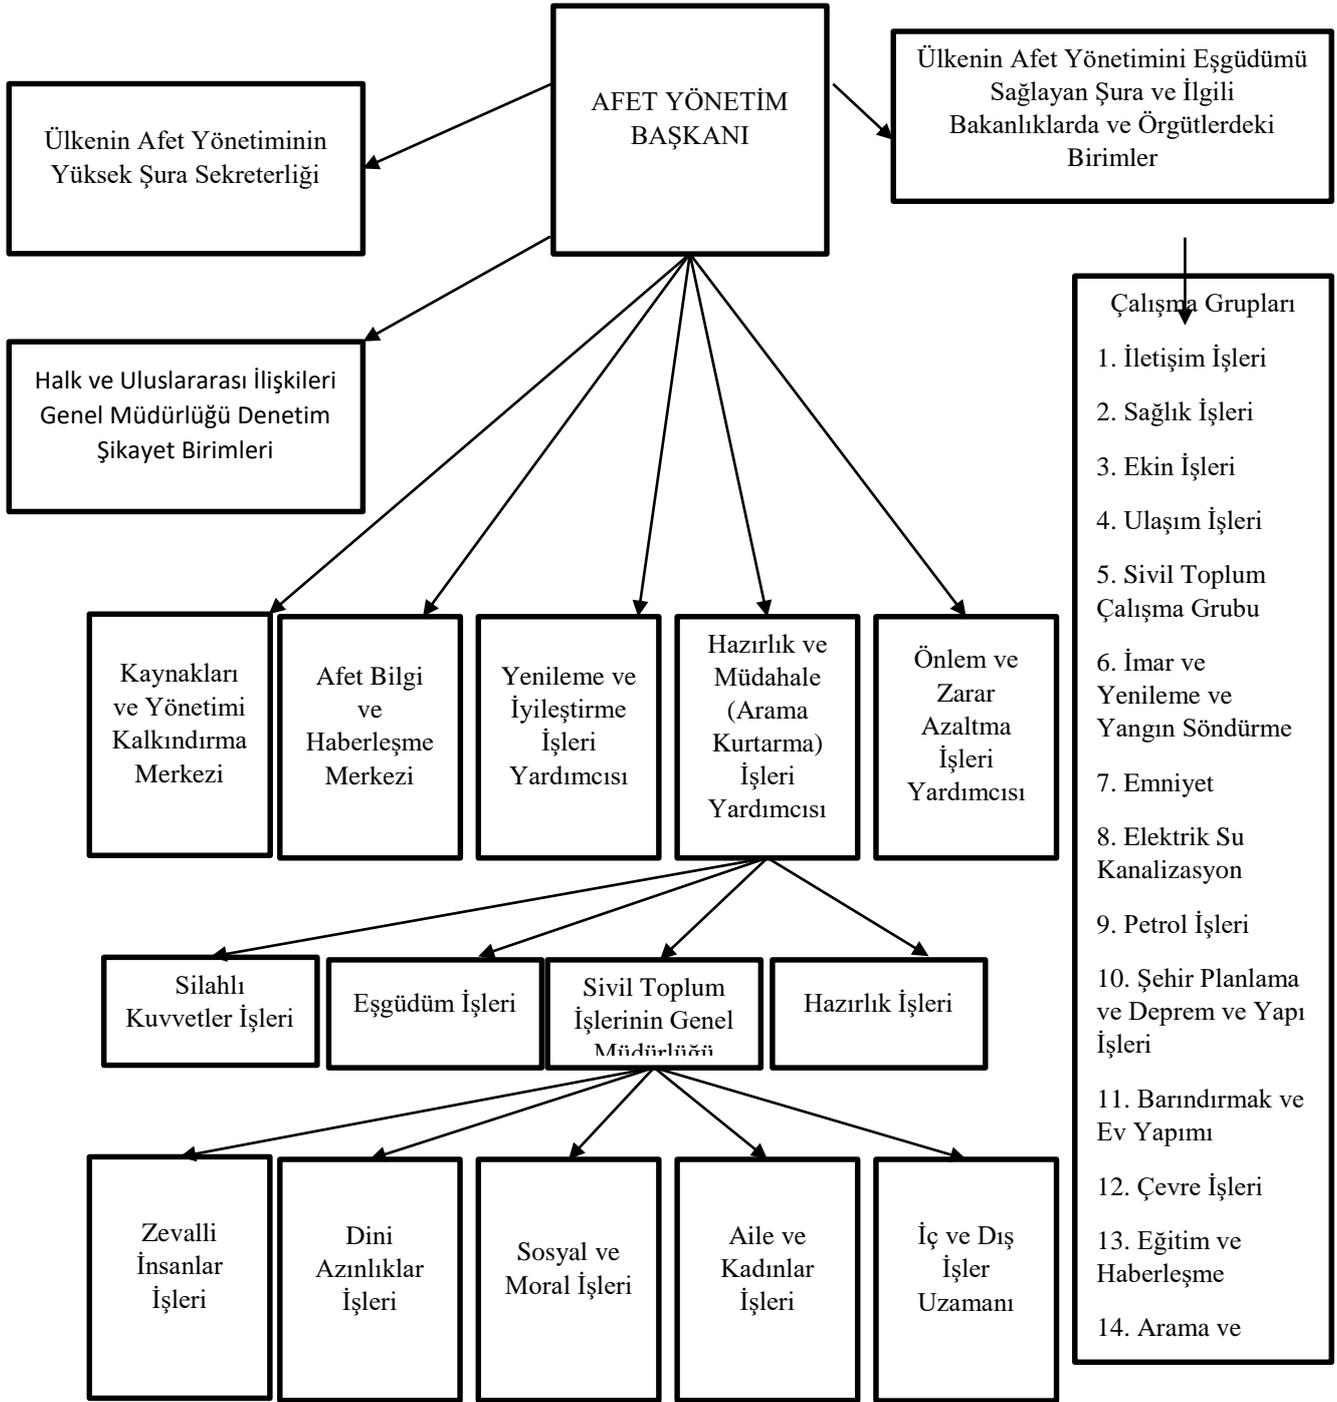 AFET YÖNETİM
BAŞKANI
Ülkenin Afet Yönetimini Eşgüdümü
Sağlayan Şura ve İlgili
Bakanlıklarda ve Örgütlerdeki
Birimler
Ülkenin Afet Yönetiminin
Yüksek Şura Sekreterliği
Halk ve Uluslararası İlişkileri
Genel Müdürlüğü Denetim
Şikayet Birimleri
Çalışma Grupları
1. İletişim İşleri
2. Sağlık İşleri
3. Ekin İşleri
4. Ulaşım İşleri
5. Sivil Toplum
Çalışma Grubu
6. İmar ve
Yenileme ve
Yangın Söndürme
7. Emniyet
8. Elektrik Su
Kanalizasyon
9. Petrol İşleri
10. Şehir Planlama
ve Deprem ve Yapı
İşleri
11. Barındırmak ve
Ev Yapımı
12. Çevre İşleri
13. Eğitim ve
Haberleşme
14. Arama ve
Kaynakları
ve Yönetimi
Kalkındırma
Merkezi
Afet Bilgi
ve
Haberleşme
Merkezi
Yenileme ve
İyileştirme
İşleri
Yardımcısı
Hazırlık ve
Müdahale
(Arama
Kurtarma)
İşleri
Yardımcısı
Önlem ve
Zarar
Azaltma
İşleri
Yardımcısı
Silahlı
Kuvvetler İşleri
Eşgüdüm İşleri
Sivil Toplum
İşlerinin Genel
Müdürlüğü
Hazırlık İşleri
Zevalli
İnsanlar
İşleri
Dini
Azınlıklar
İşleri
Sosyal ve
Moral İşleri
Aile ve
Kadınlar
İşleri
İç ve Dış
İşler
Uzamanı